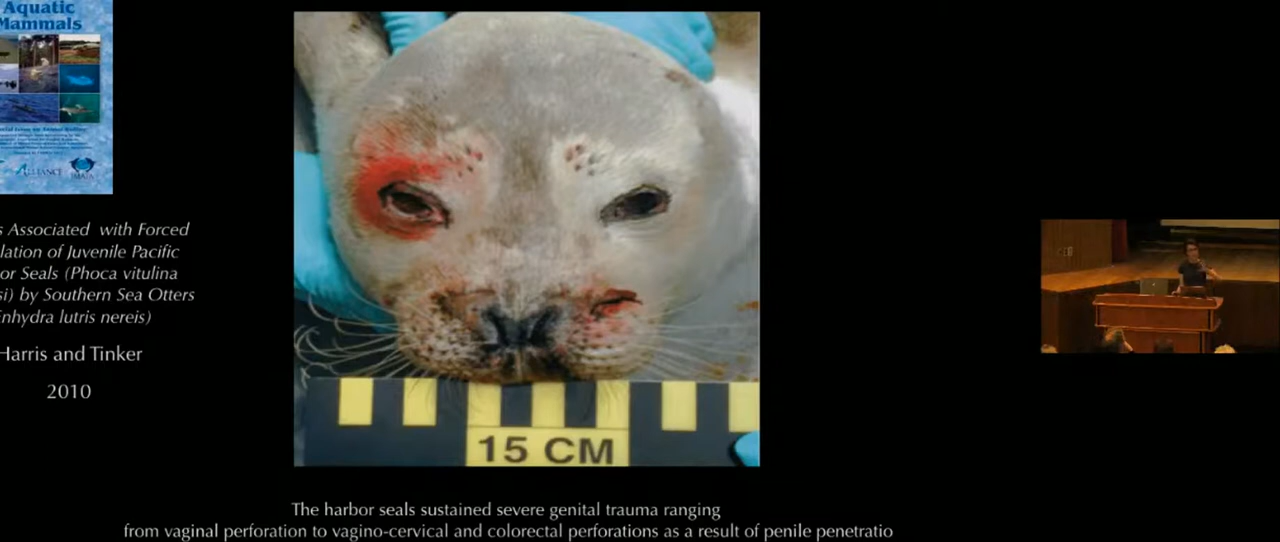 Aquatic
Mammals
ALLIANCE
s Associated with Forced
lation of Juvenile Pacific
or Seals (Phoca vitulina
si) by Southern Sea Otters
nhydra lutris nereis)
Harris and Tinker
2010
15 CM
The harbor seals sustained severe genital trauma ranging
from vaginal perforation to vagino-cervical and colorectal perforations as a result of penile penetratio